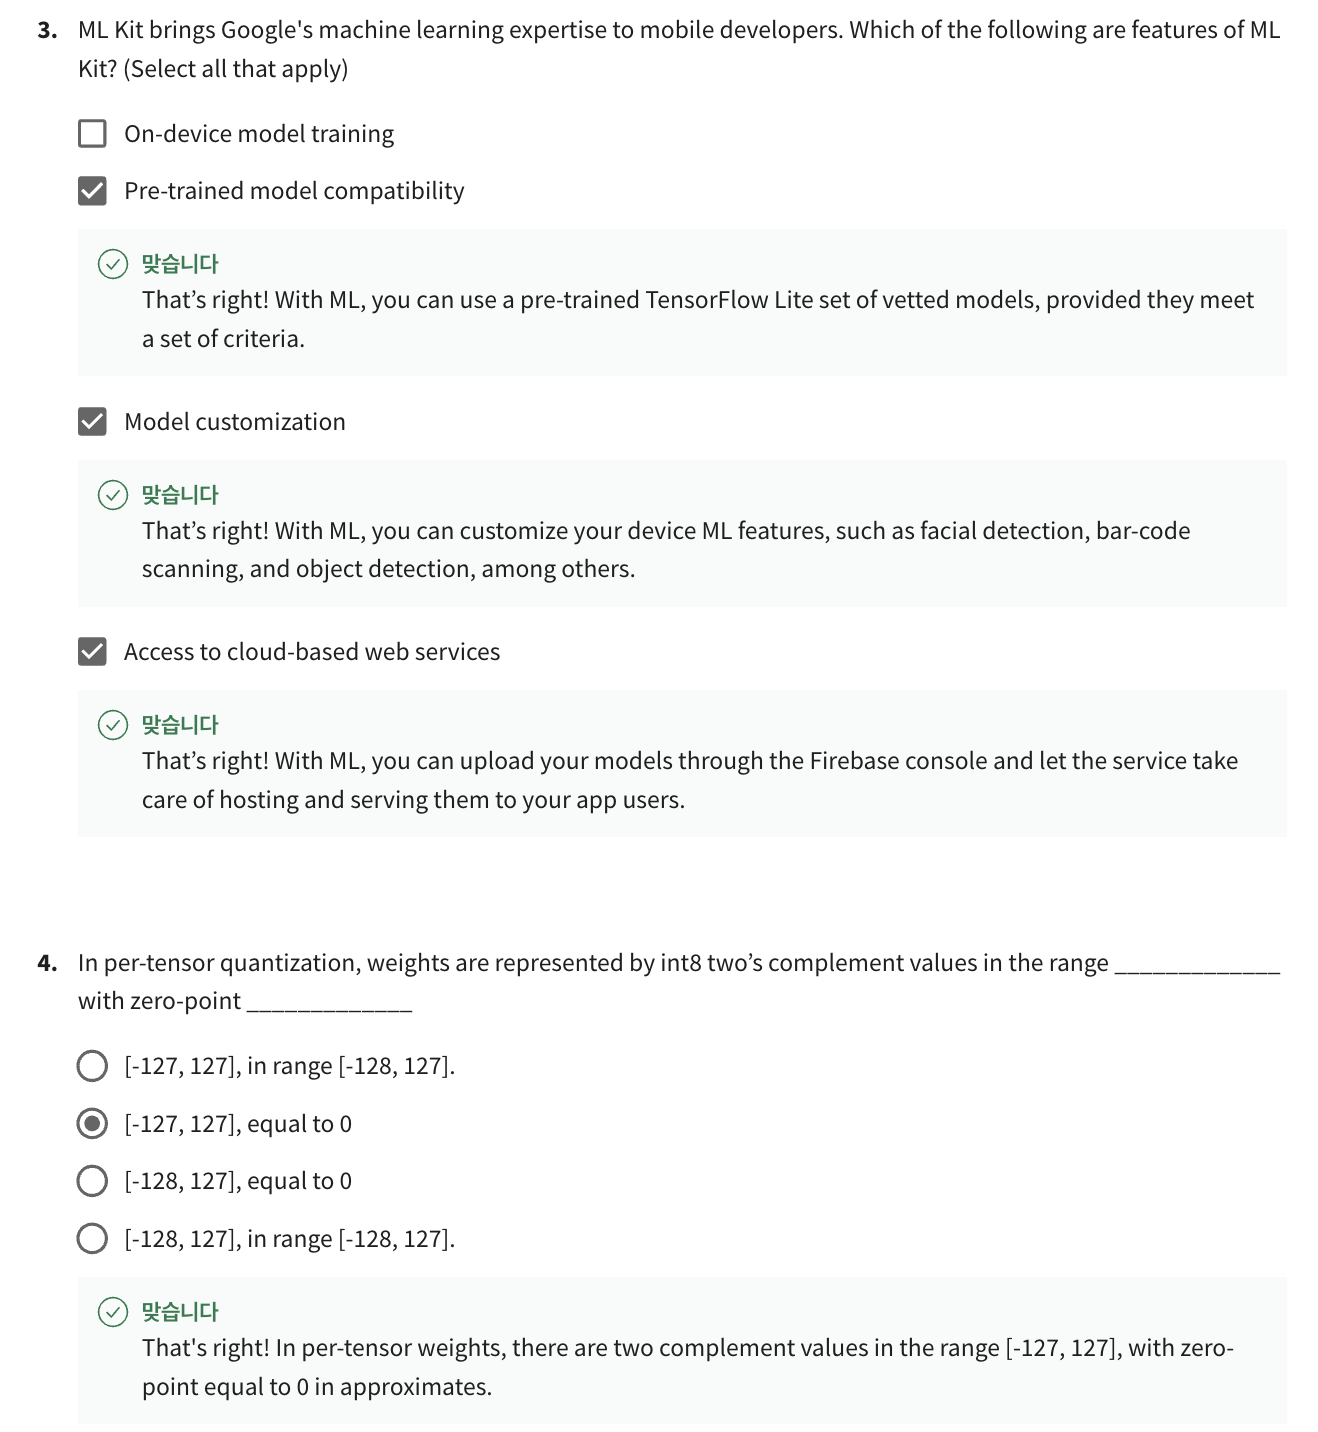 3. ML Kit brings Google's machine learning expertise to mobile developers. Which of the following are features of ML
Kit? (Select all that apply)
On-device model training
Pre-trained model compatibility
맞습니다
That’s right! With ML, you can use a pre-trained TensorFlow Lite set of vetted models, provided they meet
a set of criteria.
Model customization
맞습니다
That’s right! With ML, you can customize your device ML features, such as facial detection, bar-code
scanning, and object detection, among others.
Access to cloud-based web services
맞습니다
That’s right! With ML, you can upload your models through the Firebase console and let the service take
care of hosting and serving them to your app users.
4. In per-tensor quantization, weights are represented by int8 two’s complement values in the range _____________
with zero-point _____________
[-127, 127], in range [-128, 127].
[-127, 127], equal to 0
[-128, 127], equal to 0
[-128, 127], in range [-128, 127].
맞습니다
That's right! In per-tensor weights, there are two complement values in the range [-127, 127], with zero-
point equal to 0 in approximates.